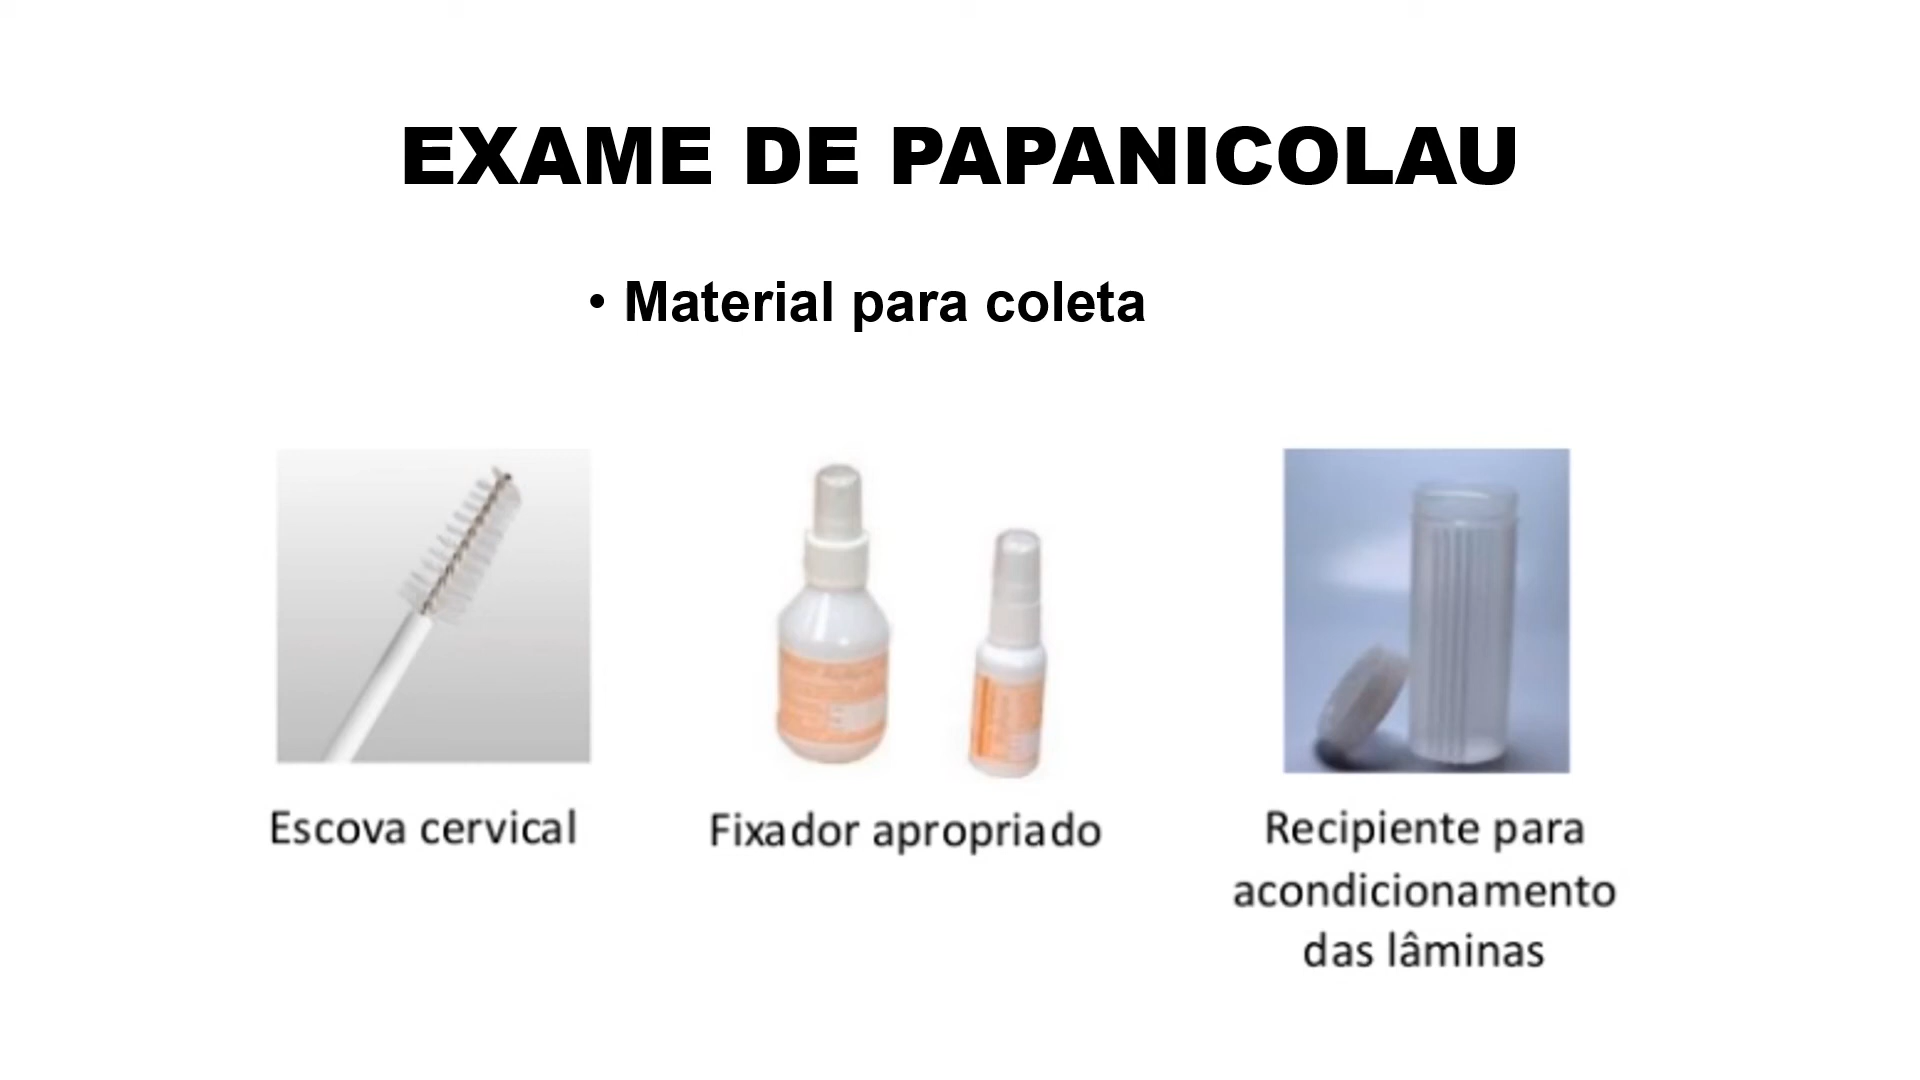 EXAME DE PAPANICOLAU
• Material para coleta
Escova cervical
Fixador apropriado
Recipiente para
acondicionamento
das lâminas